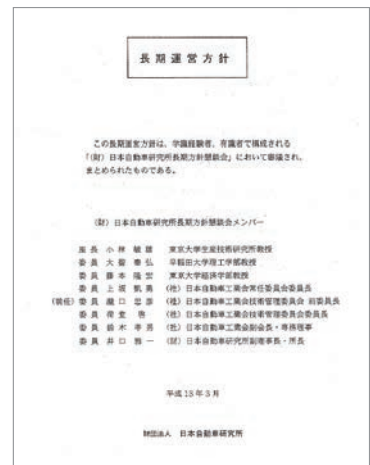 長期運営方針
この長期運営方針は、学識経験者、有識者で構成される
「(財) 日本自動車研究所長期方針懇談会」において審議され、
まとめられたものである。
(財) 日本自動車研究所長期方針懇談会メンバー
座長 小林 敏雄 東京大学生産技術研究所教授
委員 大聖 泰弘 早稲田大学理工学部教授
委員 藤本 隆宏 東京大学経済学部教授
委員 上坂 凱勇 (社) 日本自動車工業会常任委員会委員長
(前任) 委員 瀧口 忠彦 (社) 日本自動車工業会技術管理委員会 前委員長
委員 帯堂 啓 (社) 日本自動車工業会技術管理委員会委員長
委員 鈴木 孝男 (社) 日本自動車工業会副会長・専務理事
委員 井口 雅一 (財) 日本自動車研究所副理事長・所長
平成13年3月
財団法人 日本自動車研究所